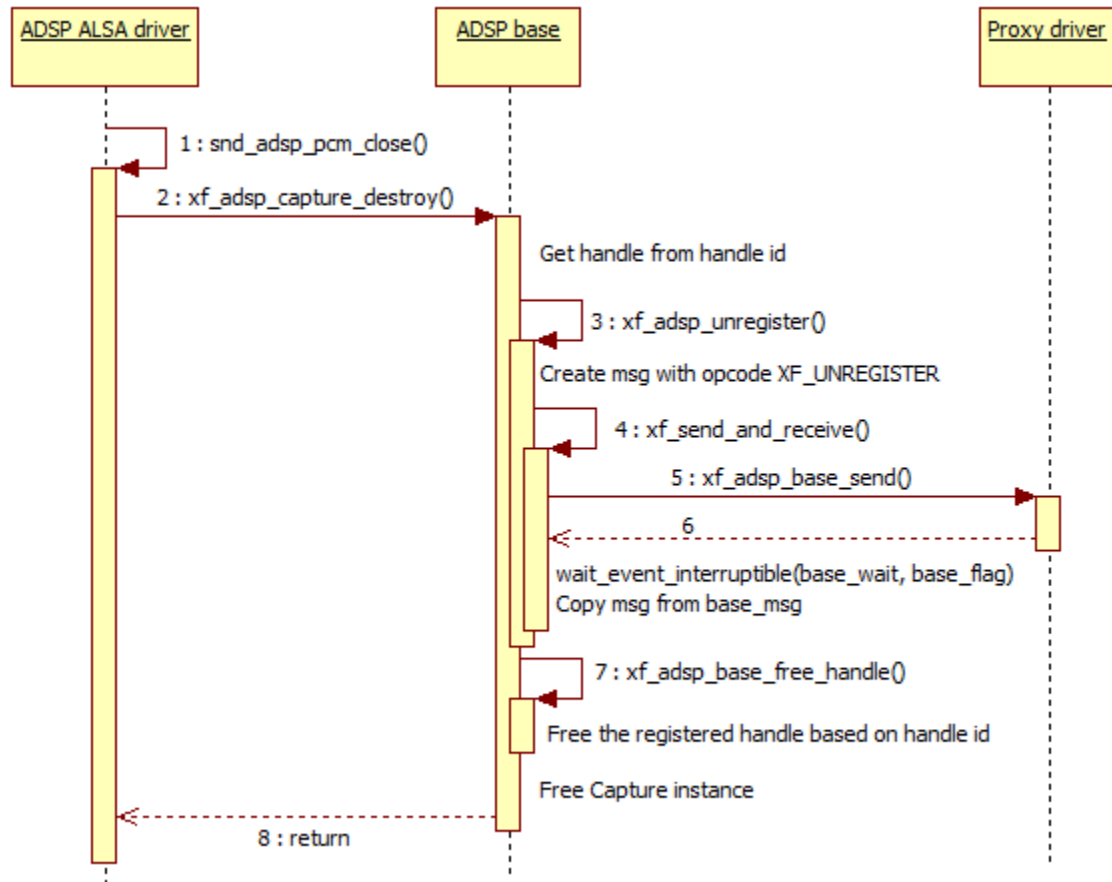 ADSP ALSA driver
ADSP base
Proxy driver
1 : snd_adsp_pcm_close()
2 : xf_adsp_capture_destroy()
Get handle from handle id
3 : xf_adsp_unregister()
Create msg with opcode XF_UNREGISTER
4 : xf_send_and_receive()
5 : xf_adsp_base_send()
6
wait_event_interruptible(base_wait, base_flag)
Copy msg from base_msg
7 : xf_adsp_base_free_handle()
Free the registered handle based on handle id
Free Capture instance
8 : return